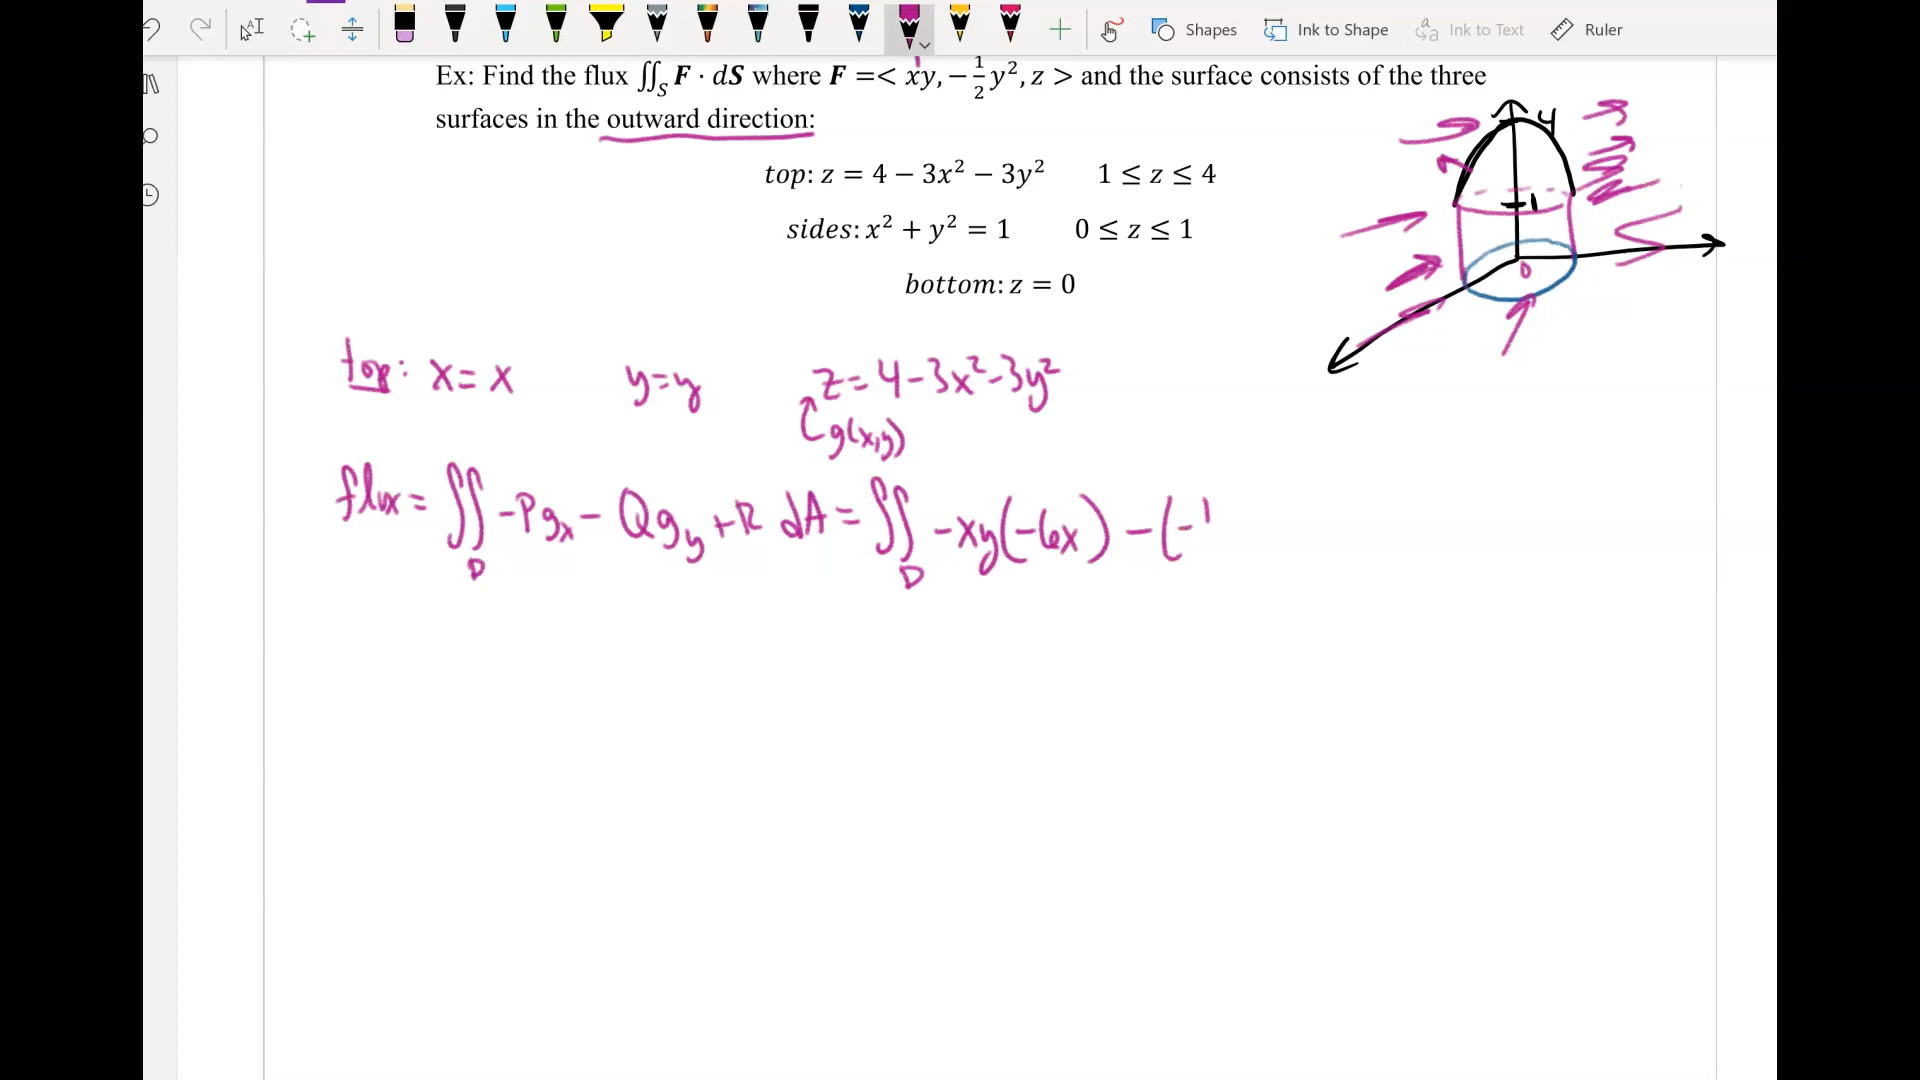 Shapes Ink to Shape Ink to Text Ruler
Ex: Find the flux ∬_S F · dS where F =< xy, −1/2 y², z > and the surface consists of the three
surfaces in the outward direction:
top: z = 4 − 3x² − 3y² 1 ≤ z ≤ 4
sides: x² + y² = 1 0 ≤ z ≤ 1
bottom: z = 0
4
1
0
top: x = x y = y z = 4 - 3x² - 3y²
g(x,y)
flux = ∬_D -Pg_x - Qg_y + R dA = ∬_D -xy(-6x) - (-1